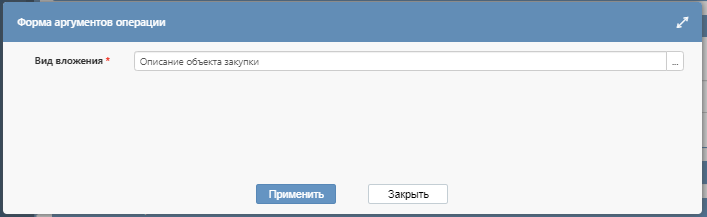 Форма аргументов операции
Вид вложения * Описание объекта закупки ...
Применить Закрыть